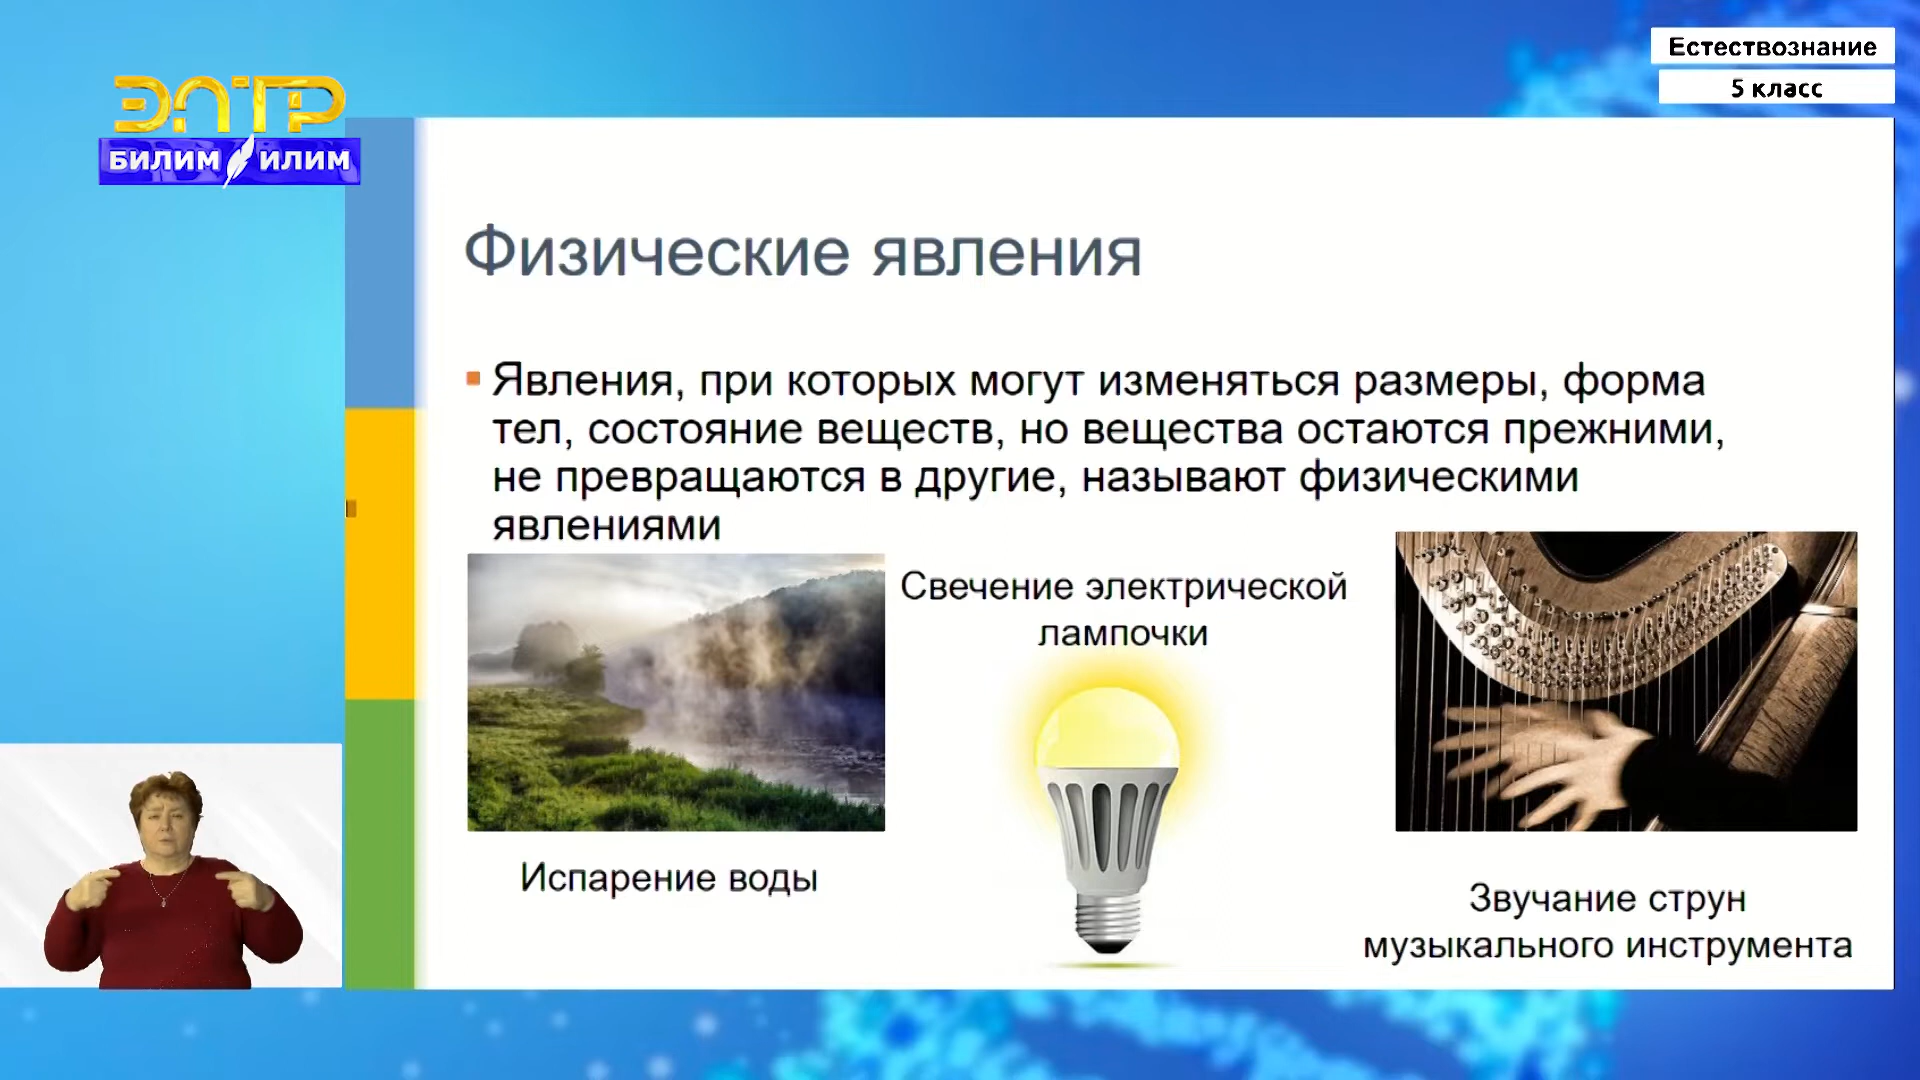 Естествознание
5 класс
ЭЛТР
БИЛИМ ИЛИМ
Физические явления
Явления, при которых могут изменяться размеры, форма
тел, состояние веществ, но вещества остаются прежними,
не превращаются в другие, называют физическими
явлениями
Свечение электрической
лампочки
Испарение воды
Звучание струн
музыкального инструмента